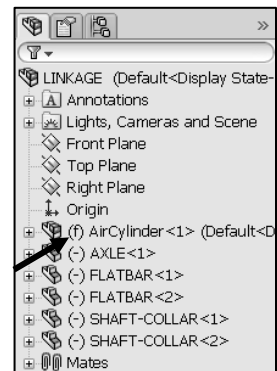 »
LINKAGE (Default<Display State-
A Annotations
Lights, Cameras and Scene
Front Plane
Top Plane
Right Plane
Origin
(f) AirCylinder<1> (Default<D
(-) AXLE<1>
(-) FLATBAR<1>
(-) FLATBAR<2>
(-) SHAFT-COLLAR<1>
(-) SHAFT-COLLAR<2>
Mates